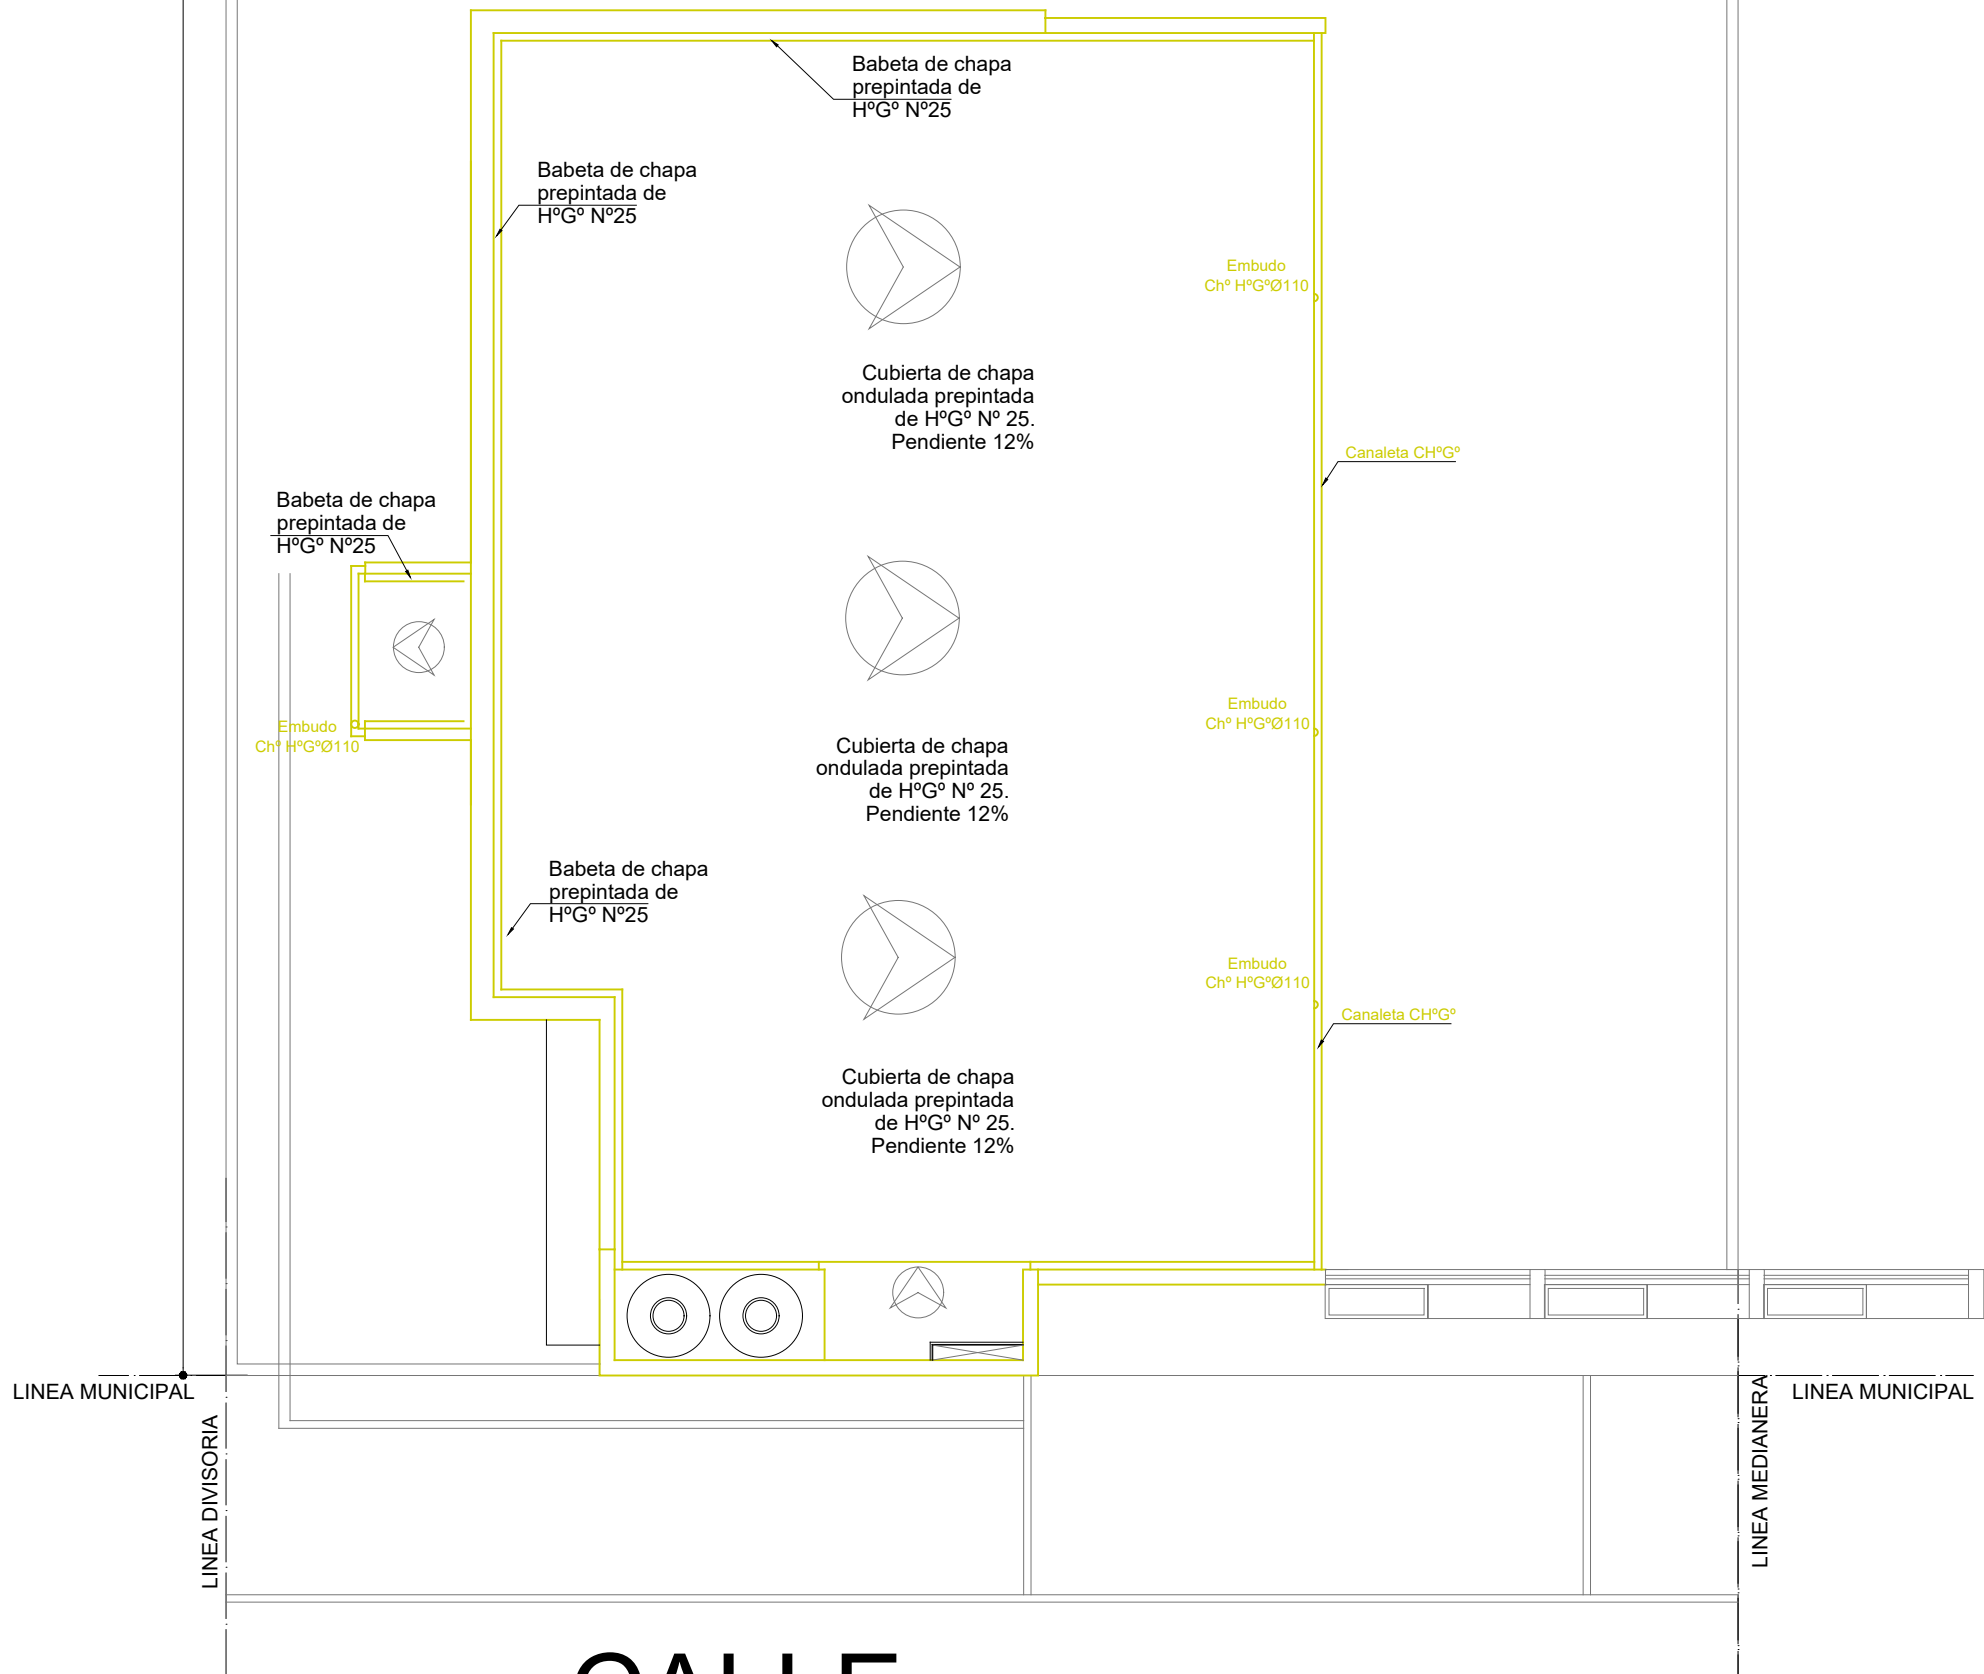 Babeta de chapa
prepintada de
HºGº Nº25
Babeta de chapa
prepintada de
HºGº Nº25
Embudo
Chº HºGºØ110
Cubierta de chapa
ondulada prepintada
de HºGº Nº 25.
Pendiente 12%
Canaleta CHºGº
Babeta de chapa
prepintada de
HºGº Nº25
Embudo
Chº HºGºØ110
Embudo
Chº HºGºØ110
Cubierta de chapa
ondulada prepintada
de HºGº Nº 25.
Pendiente 12%
Babeta de chapa
prepintada de
HºGº Nº25
Embudo
Chº HºGºØ110
Canaleta CHºGº
Cubierta de chapa
ondulada prepintada
de HºGº Nº 25.
Pendiente 12%
LINEA MUNICIPAL
LINEA MUNICIPAL
LINEA DIVISORIA
LINEA MEDIANERA
CALLE